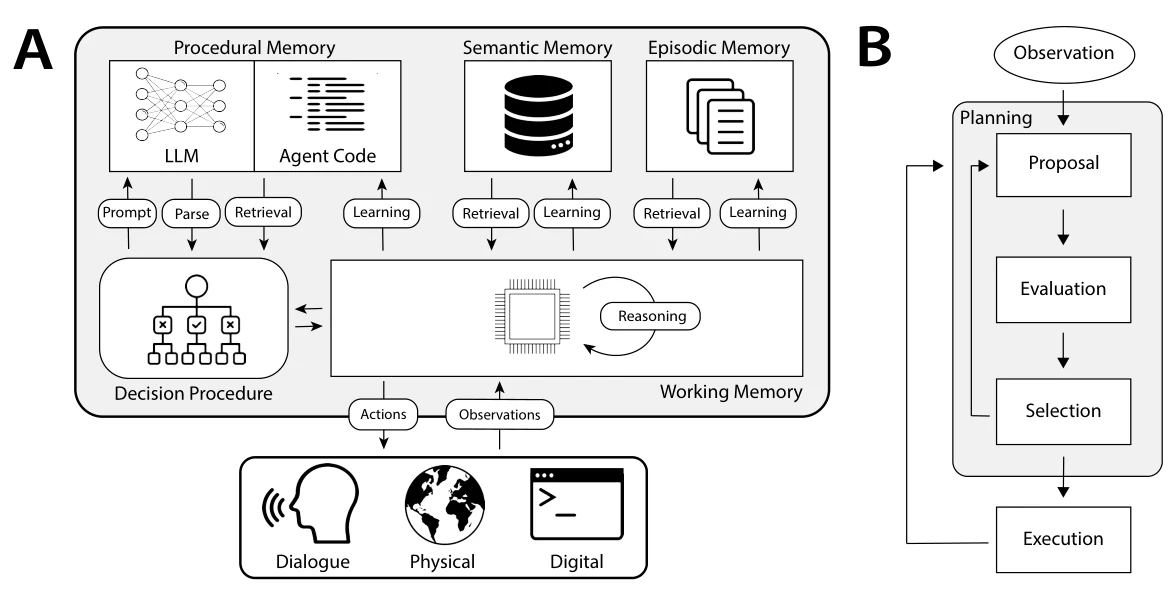 A
Procedural Memory
Semantic Memory
Episodic Memory
LLM
Agent Code
Prompt
Parse
Retrieval
Learning
Retrieval
Learning
Retrieval
Learning
Reasoning
Decision Procedure
Working Memory
Actions
Observations
>_
Dialogue
Physical
Digital
B
Observation
Planning
Proposal
Evaluation
Selection
Execution